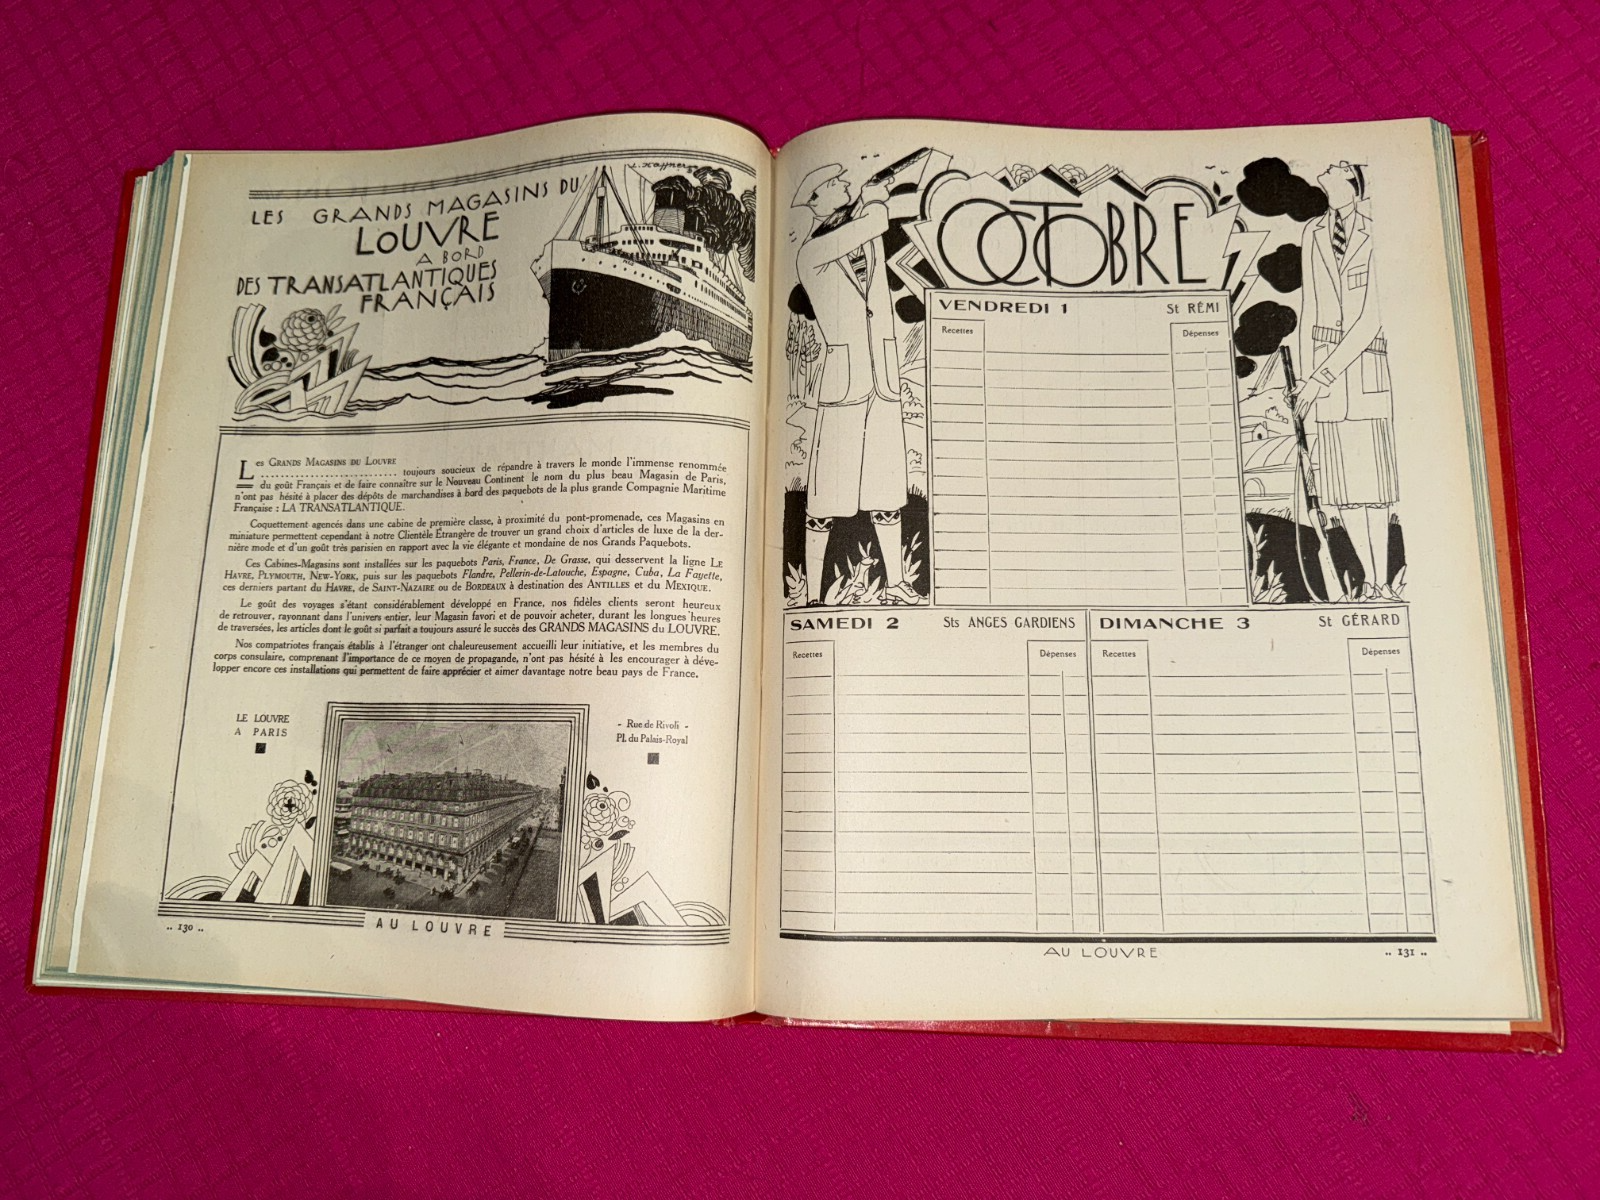 J. Kayner
LES GRANDS MAGASINS DU
LOUVRE
A BORD
DES TRANSATLANTIQUES
FRANÇAIS
Les GRANDS MAGASINS DU LOUVRE
.............................. toujours soucieux de répandre à travers le monde l'immense renommée
du goût Français et de faire connaître sur le Nouveau Continent le nom du plus beau Magasin de Paris,
n'ont pas hésité à placer des dépôts de marchandises à bord des paquebots de la plus grande Compagnie Maritime
Française : LA TRANSATLANTIQUE.
Coquettement agencés dans une cabine de première classe, à proximité du pont-promenade, ces Magasins en
miniature permettent cependant à notre Clientèle Étrangère de trouver un grand choix d'articles de luxe de la der-
nière mode et d'un goût très parisien en rapport avec la vie élégante et mondaine de nos Grands Paquebots.
Ces Cabines-Magasins sont installées sur les paquebots Paris, France, De Grasse, qui desservent la ligne LE
HAVRE, PLYMOUTH, NEW-YORK, puis sur les paquebots Flandre, Pellerin-de-Latouche, Espagne, Cuba, La Fayette,
ces derniers partant du HAVRE, de SAINT-NAZAIRE ou de BORDEAUX à destination des ANTILLES et du MEXIQUE.
Le goût des voyages s'étant considérablement développé en France, nos fidèles clients seront heureux
de retrouver, rayonnant dans l'univers entier, leur Magasin favori et de pouvoir acheter, durant les longues heures
de traversées, les articles dont le goût si parfait a toujours assuré le succès des GRANDS MAGASINS du LOUVRE.
Nos compatriotes français établis à l'étranger ont chaleureusement accueilli leur initiative, et les membres du
corps consulaire, comprenant l'importance de ce moyen de propagande, n'ont pas hésité à les encourager à déve-
lopper encore ces installations qui permettent de faire apprécier et aimer davantage notre beau pays de France.
LE LOUVRE
A PARIS
- Rue de Rivoli -
Pl. du Palais-Royal
AU LOUVRE
.. 130 ..
OCTOBRE
VENDREDI 1 St RÉMI
Recettes Dépenses
SAMEDI 2 Sts ANGES GARDIENS
Recettes Dépenses
DIMANCHE 3 St GÉRARD
Recettes Dépenses
AU LOUVRE
.. 131 ..